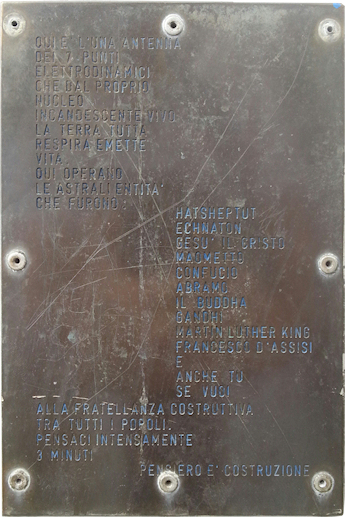 QUI E' L'UNA ANTENNA
DEI 7 PUNTI
ELETTRODINAMICI
CHE DAL PROPRIO
NUCLEO
INCANDESCENTE VIVO
LA TERRA TUTTA
RESPIRA EMETTE
VITA.
QUI OPERANO
LE ASTRALI ENTITA'
CHE FURONO:
HATSHEPTUT
ECHNATON
GESU' IL CRISTO
MAOMETTO
CONFUCIO
ABRAMO
IL BUDDHA
GANDHI
MARTIN LUTHER KING
FRANCESCO D'ASSISI
E
ANCHE TU
SE VUOI
ALLA FRATELLANZA COSTRUTTIVA
TRA TUTTI I POPOLI.
PENSACI INTENSAMENTE
3 MINUTI
PENSIERO E' COSTRUZIONE